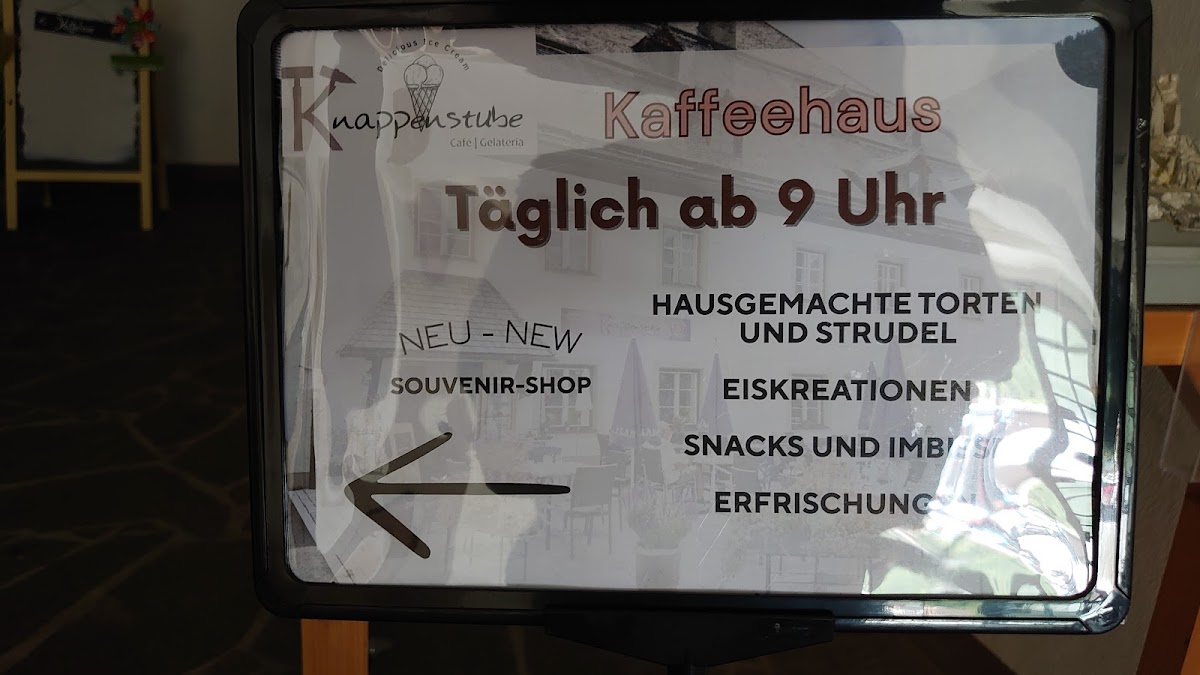 Delicious Ice Cream
Knappenstube
Café | Gelateria
Kaffeehaus
Täglich ab 9 Uhr
NEU - NEW
SOUVENIR-SHOP
HAUSGEMACHTE TORTEN
UND STRUDEL
EISKREATIONEN
SNACKS UND